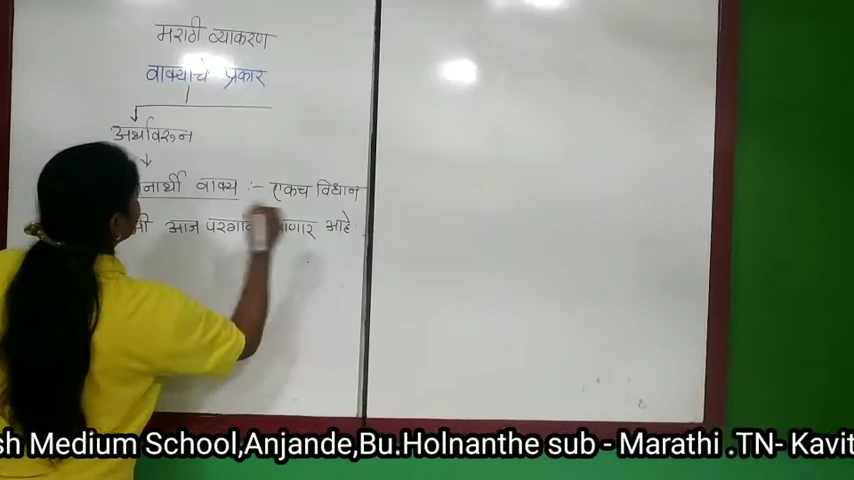 मराठी व्याकरण
वाक्याचे प्रकार
अर्थावरून
नार्थी वाक्य :- एकच विधान
मी आज परगावी जाणार आहे
sh Medium School,Anjande,Bu.Holnanthe sub - Marathi .TN- Kavit